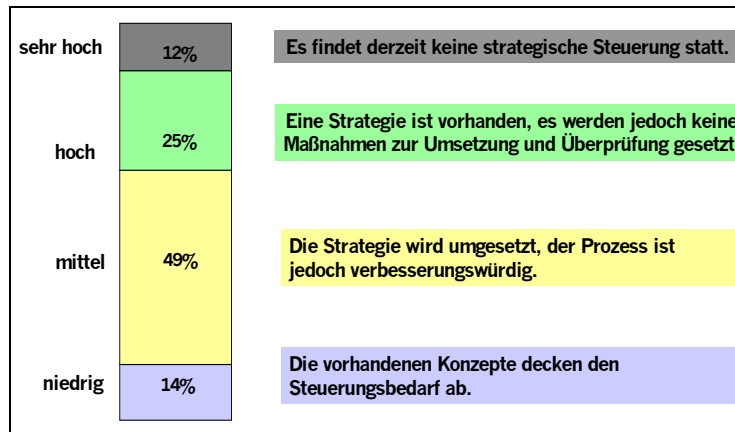 sehr hoch
12%
Es findet derzeit keine strategische Steuerung statt.
hoch
25%
Eine Strategie ist vorhanden, es werden jedoch keine
Maßnahmen zur Umsetzung und Überprüfung gesetzt
mittel
49%
Die Strategie wird umgesetzt, der Prozess ist
jedoch verbesserungswürdig.
niedrig
14%
Die vorhandenen Konzepte decken den
Steuerungsbedarf ab.